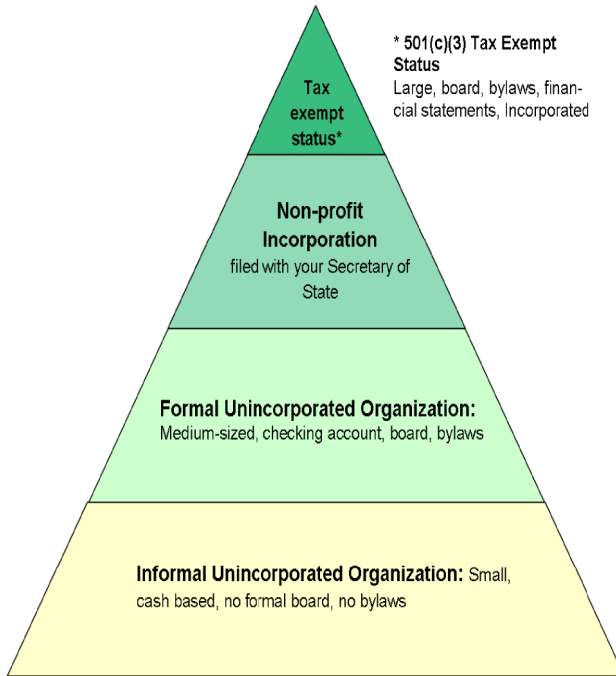 * 501(c)(3) Tax Exempt
Status
Large, board, bylaws, finan-
cial statements, Incorporated
Tax
exempt
status*
Non-profit
Incorporation
filed with your Secretary of
State
Formal Unincorporated Organization:
Medium-sized, checking account, board, bylaws
Informal Unincorporated Organization: Small,
cash based, no formal board, no bylaws